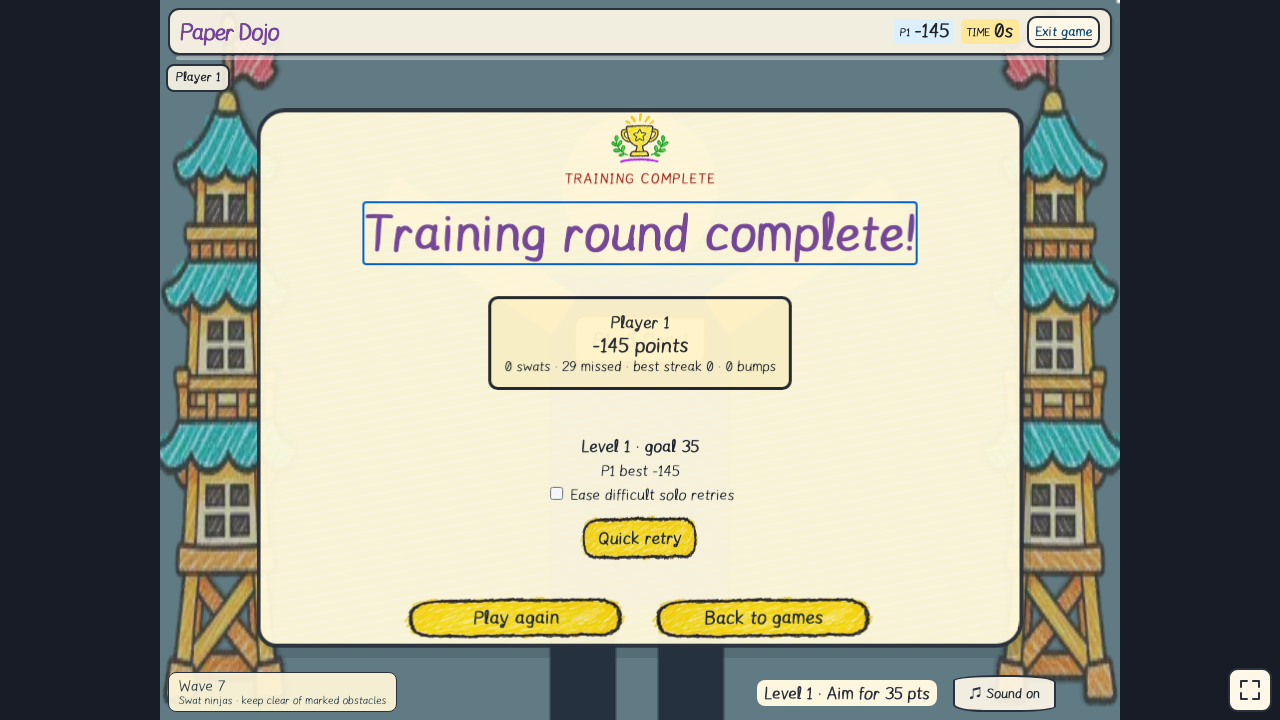 Paper Dojo
P1 -145
TIME 0s
Exit game
Player 1
TRAINING COMPLETE
Training round complete!
Player 1
-145 points
0 swats · 29 missed · best streak 0 · 0 bumps
Level 1 · goal 35
P1 best -145
Ease difficult solo retries
Quick retry
Play again
Back to games
Wave 7
Swat ninjas · keep clear of marked obstacles
Level 1 · Aim for 35 pts
♫ Sound on